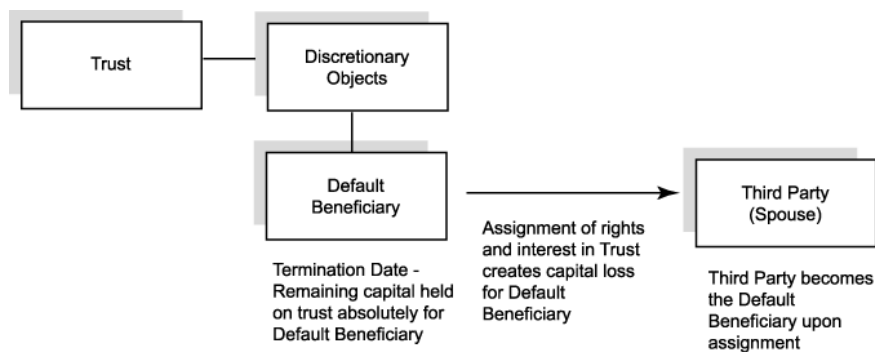 Trust
Discretionary
Objects
Default
Beneficiary
Third Party
(Spouse)
Termination Date -
Remaining capital held
on trust absolutely for
Default Beneficiary
Assignment of rights
and interest in Trust
creates capital loss
for Default
Beneficiary
Third Party becomes
the Default
Beneficiary upon
assignment